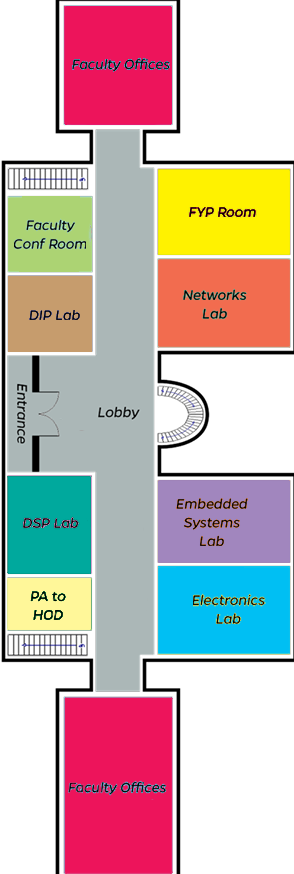 Faculty Offices
FYP Room
Faculty
Conf Room
Networks
Lab
DIP Lab
Entrance
Lobby
Embedded
Systems
Lab
DSP Lab
PA to
HOD
Electronics
Lab
Faculty Offices